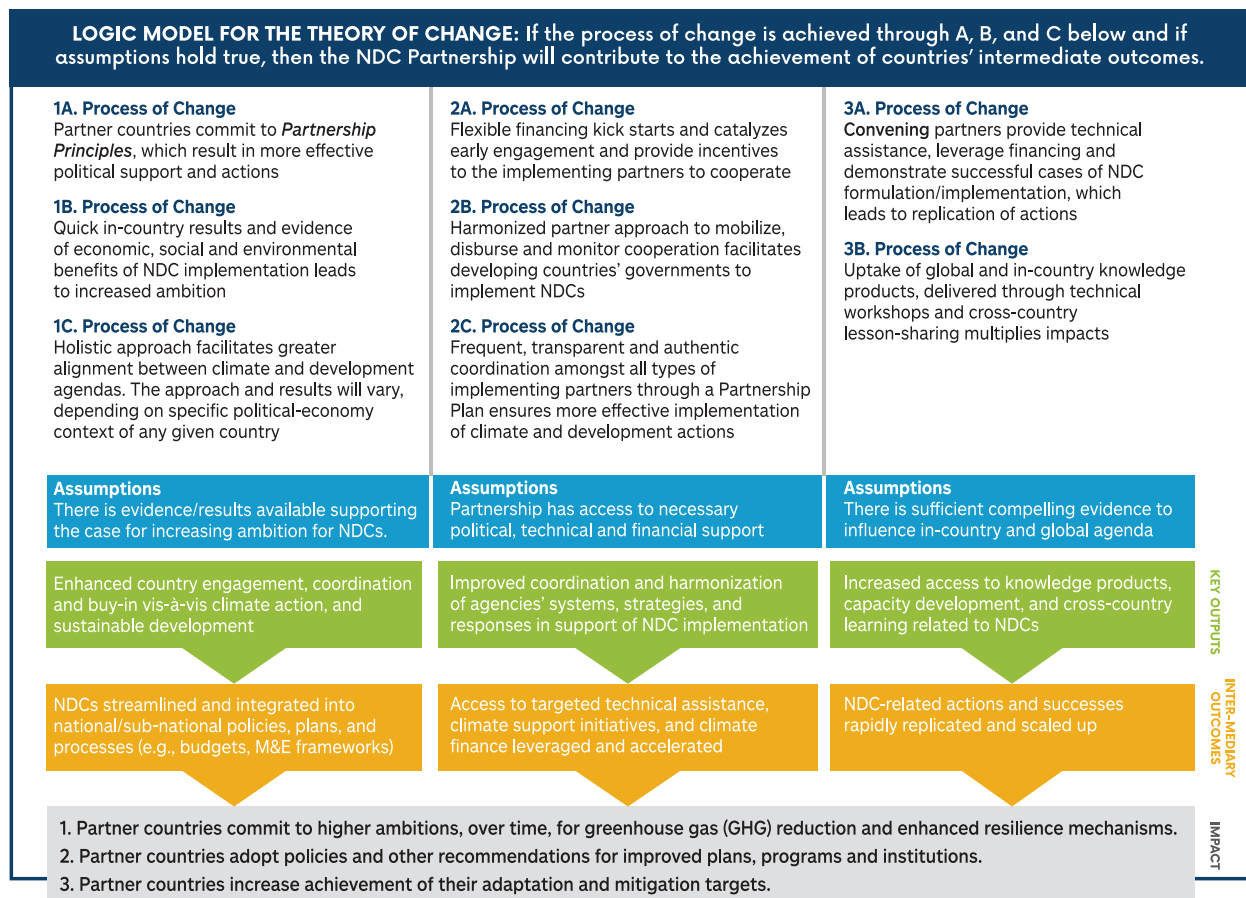 LOGIC MODEL FOR THE THEORY OF CHANGE: If the process of change is achieved through A, B, and C below and if
assumptions hold true, then the NDC Partnership will contribute to the achievement of countries’ intermediate outcomes.
1A. Process of Change
Partner countries commit to Partnership
Principles, which result in more effective
political support and actions
1B. Process of Change
Quick in-country results and evidence
of economic, social and environmental
benefits of NDC implementation leads
to increased ambition
1C. Process of Change
Holistic approach facilitates greater
alignment between climate and development
agendas. The approach and results will vary,
depending on specific political-economy
context of any given country
2A. Process of Change
Flexible financing kick starts and catalyzes
early engagement and provide incentives
to the implementing partners to cooperate
2B. Process of Change
Harmonized partner approach to mobilize,
disburse and monitor cooperation facilitates
developing countries’ governments to
implement NDCs
2C. Process of Change
Frequent, transparent and authentic
coordination amongst all types of
implementing partners through a Partnership
Plan ensures more effective implementation
of climate and development actions
3A. Process of Change
Convening partners provide technical
assistance, leverage financing and
demonstrate successful cases of NDC
formulation/implementation, which
leads to replication of actions
3B. Process of Change
Uptake of global and in-country knowledge
products, delivered through technical
workshops and cross-country
lesson-sharing multiplies impacts
Assumptions
There is evidence/results available supporting
the case for increasing ambition for NDCs.
Assumptions
Partnership has access to necessary
political, technical and financial support
Assumptions
There is sufficient compelling evidence to
influence in-country and global agenda
Enhanced country engagement, coordination
and buy-in vis-à-vis climate action, and
sustainable development
Improved coordination and harmonization
of agencies’ systems, strategies, and
responses in support of NDC implementation
Increased access to knowledge products,
capacity development, and cross-country
learning related to NDCs
KEY OUTPUTS
NDCs streamlined and integrated into
national/sub-national policies, plans, and
processes (e.g., budgets, M&E frameworks)
Access to targeted technical assistance,
climate support initiatives, and climate
finance leveraged and accelerated
NDC-related actions and successes
rapidly replicated and scaled up
INTER-MEDIARY
OUTCOMES
1. Partner countries commit to higher ambitions, over time, for greenhouse gas (GHG) reduction and enhanced resilience mechanisms.
2. Partner countries adopt policies and other recommendations for improved plans, programs and institutions.
3. Partner countries increase achievement of their adaptation and mitigation targets.
IMPACT